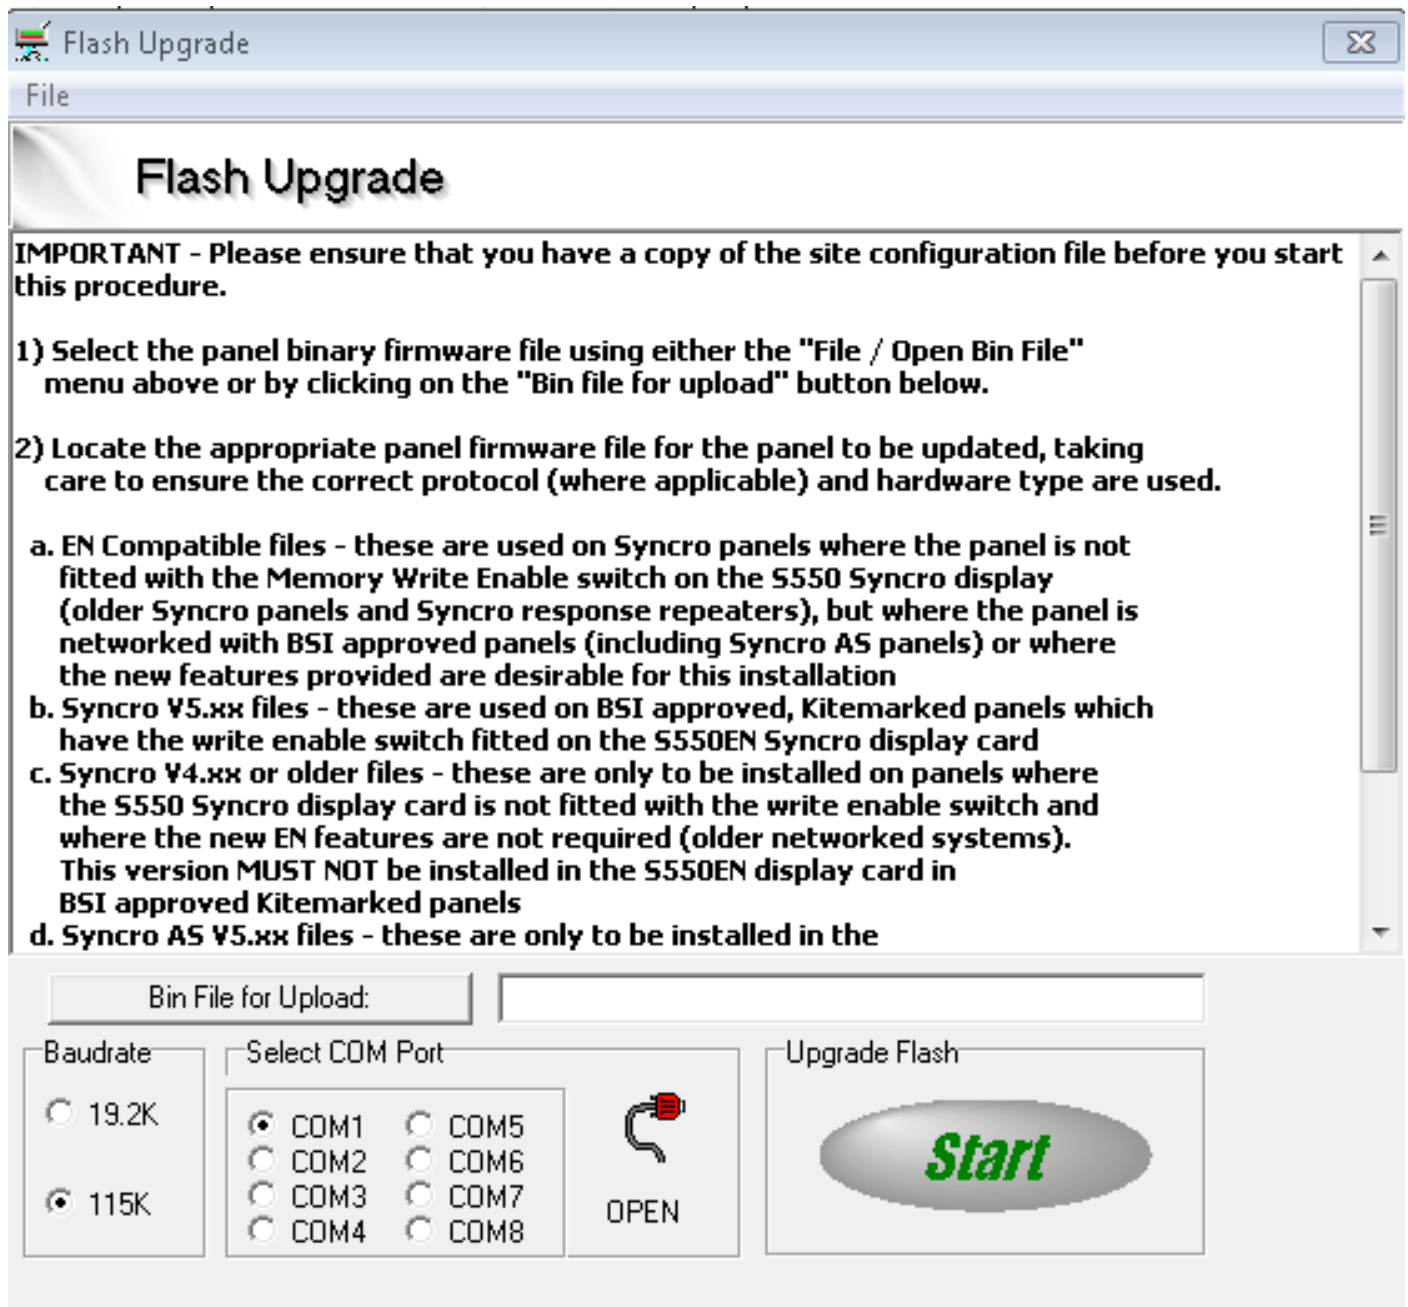 Flash Upgrade
File
Flash Upgrade
IMPORTANT - Please ensure that you have a copy of the site configuration file before you start
this procedure.
1) Select the panel binary firmware file using either the "File / Open Bin File"
menu above or by clicking on the "Bin file for upload" button below.
2) Locate the appropriate panel firmware file for the panel to be updated, taking
care to ensure the correct protocol (where applicable) and hardware type are used.
a. EN Compatible files - these are used on Syncro panels where the panel is not
fitted with the Memory Write Enable switch on the S550 Syncro display
(older Syncro panels and Syncro response repeaters), but where the panel is
networked with BSI approved panels (including Syncro AS panels) or where
the new features provided are desirable for this installation
b. Syncro V5.xx files - these are used on BSI approved, Kitemarked panels which
have the write enable switch fitted on the S550EN Syncro display card
c. Syncro V4.xx or older files - these are only to be installed on panels where
the S550 Syncro display card is not fitted with the write enable switch and
where the new EN features are not required (older networked systems).
This version MUST NOT be installed in the S550EN display card in
BSI approved Kitemarked panels
d. Syncro AS V5.xx files - these are only to be installed in the
Bin File for Upload:
Baudrate
19.2K
115K
Select COM Port
COM1 COM5
COM2 COM6
COM3 COM7
COM4 COM8
OPEN
Upgrade Flash
Start